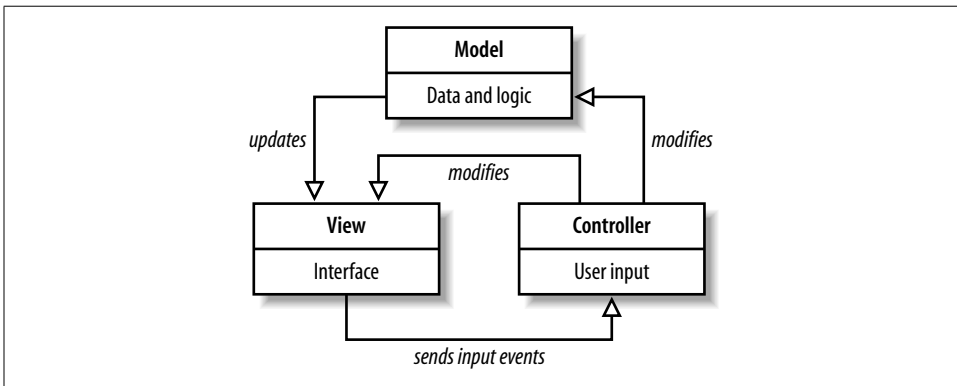 Model
Data and logic
updates
modifies
modifies
View
Interface
Controller
User input
sends input events